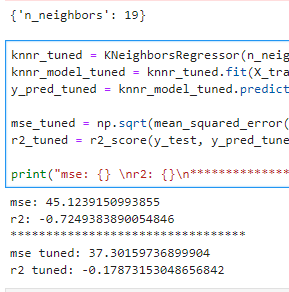 {'n_neighbors': 19}
knnr_tuned = KNeighborsRegressor(n_neig
knnr_model_tuned = knnr_tuned.fit(X_tra
y_pred_tuned = knnr_model_tuned.predict
mse_tuned = np.sqrt(mean_squared_error(
r2_tuned = r2_score(y_test, y_pred_tune
print("mse: {} \nr2: {}\n**************
mse: 45.1239150993855
r2: -0.7249383890054846
********************************
mse tuned: 37.30159736899904
r2 tuned: -0.17873153048656842